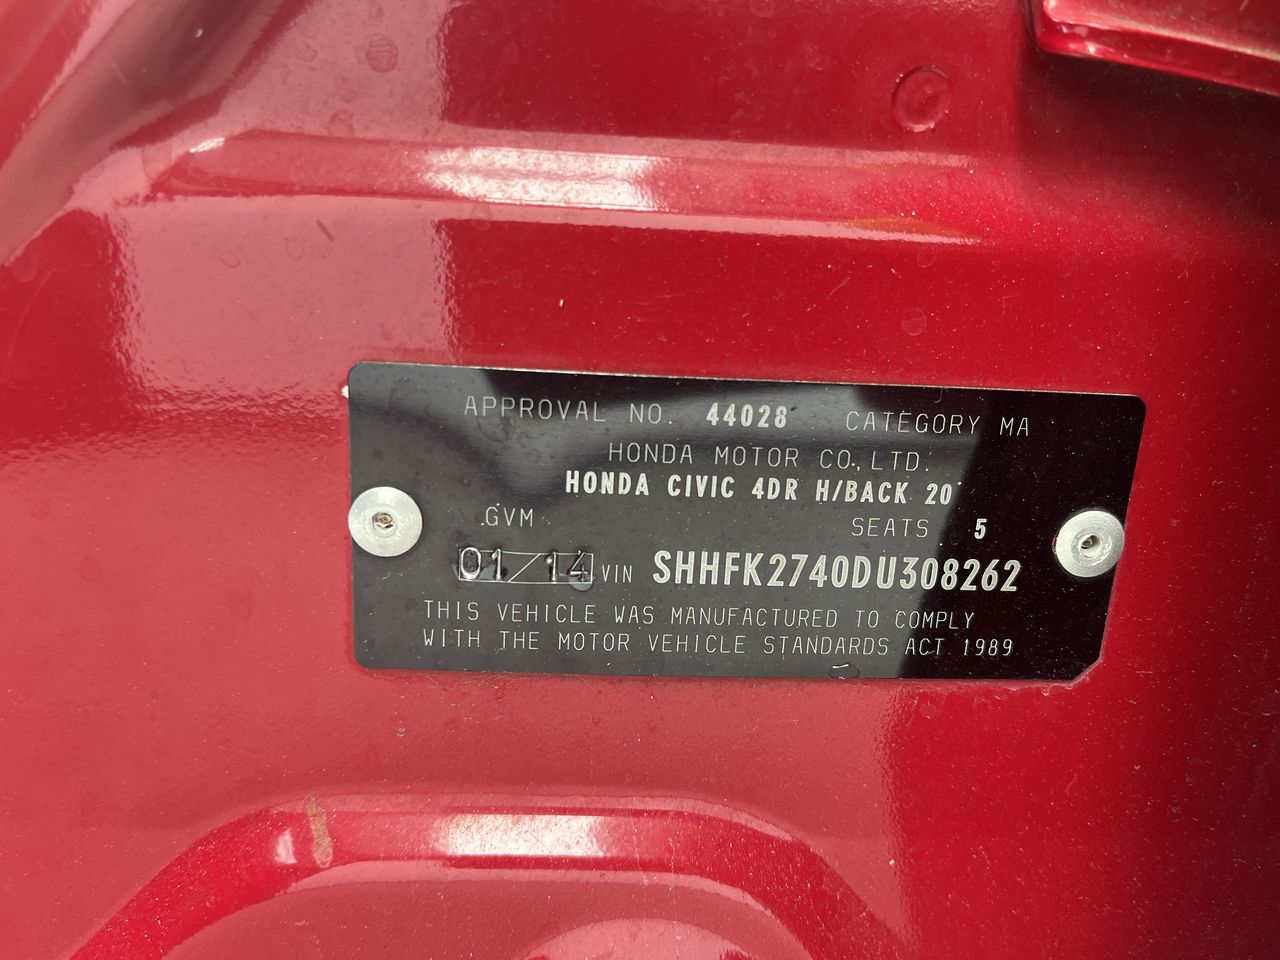 APPROVAL NO. 44028 CATEGORY MA
HONDA MOTOR CO.,LTD.
HONDA CIVIC 4DR H/BACK 20
GVM SEATS 5
01/14 VIN SHHFK2740DU308262
THIS VEHICLE WAS MANUFACTURED TO COMPLY
WITH THE MOTOR VEHICLE STANDARDS ACT 1989